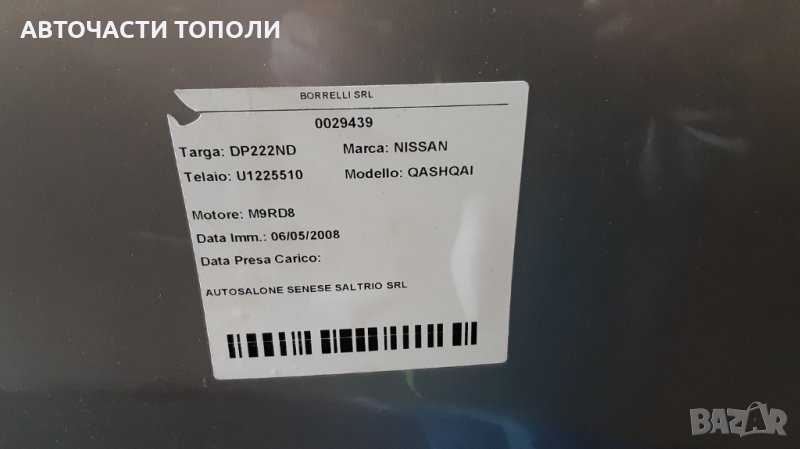 АВТОЧАСТИ ТОПОЛИ
BORRELLI SRL
0029439
Targa: DP222ND Marca: NISSAN
Telaio: U1225510 Modello: QASHQAI
Motore: M9RD8
Data Imm.: 06/05/2008
Data Presa Carico:
AUTOSALONE SENESE SALTRIO SRL
BAZAR